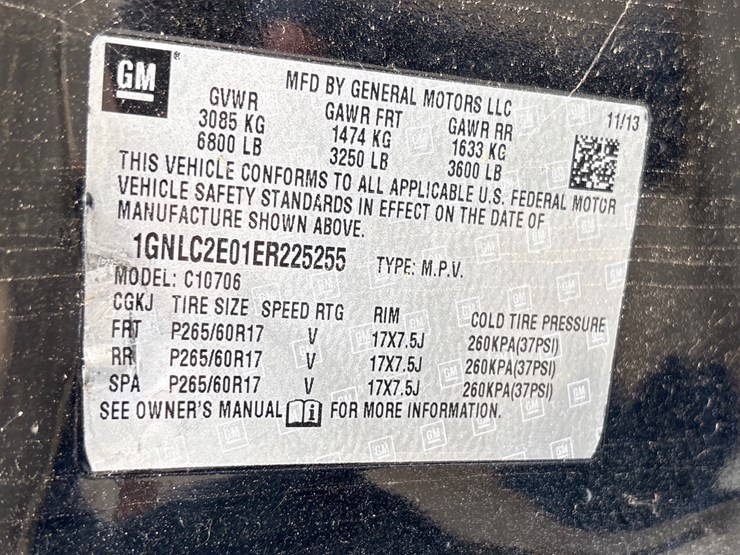 GM
MFD BY GENERAL MOTORS LLC 11/13
GVWR GAWR FRT GAWR RR
3085 KG 1474 KG 1633 KG
6800 LB 3250 LB 3600 LB
THIS VEHICLE CONFORMS TO ALL APPLICABLE U.S. FEDERAL MOTOR
VEHICLE SAFETY STANDARDS IN EFFECT ON THE DATE OF
MANUFACTURE SHOWN ABOVE.
1GNLC2E01ER225255 TYPE: M.P.V.
MODEL: C10706
CGKJ TIRE SIZE SPEED RTG RIM COLD TIRE PRESSURE
FRT P265/60R17 V 17X7.5J 260KPA(37PSI)
RR P265/60R17 V 17X7.5J 260KPA(37PSI)
SPA P265/60R17 V 17X7.5J 260KPA(37PSI)
SEE OWNER'S MANUAL i FOR MORE INFORMATION.